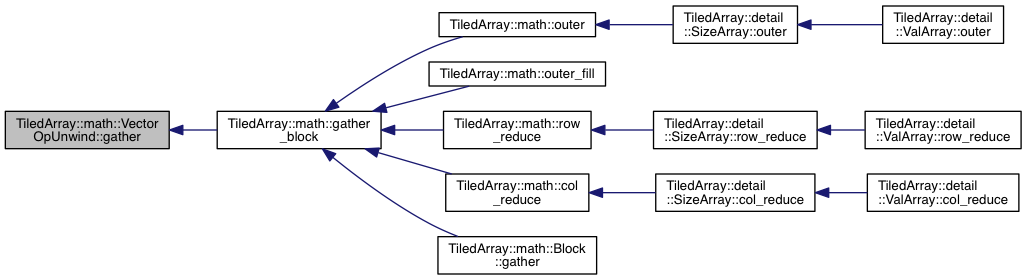 TiledArray::math::Vector
OpUnwind::gather
TiledArray::math::gather
_block
TiledArray::math::outer
TiledArray::detail
::SizeArray::outer
TiledArray::detail
::ValArray::outer
TiledArray::math::outer_fill
TiledArray::math::row
_reduce
TiledArray::detail
::SizeArray::row_reduce
TiledArray::detail
::ValArray::row_reduce
TiledArray::math::col
_reduce
TiledArray::detail
::SizeArray::col_reduce
TiledArray::detail
::ValArray::col_reduce
TiledArray::math::Block
::gather